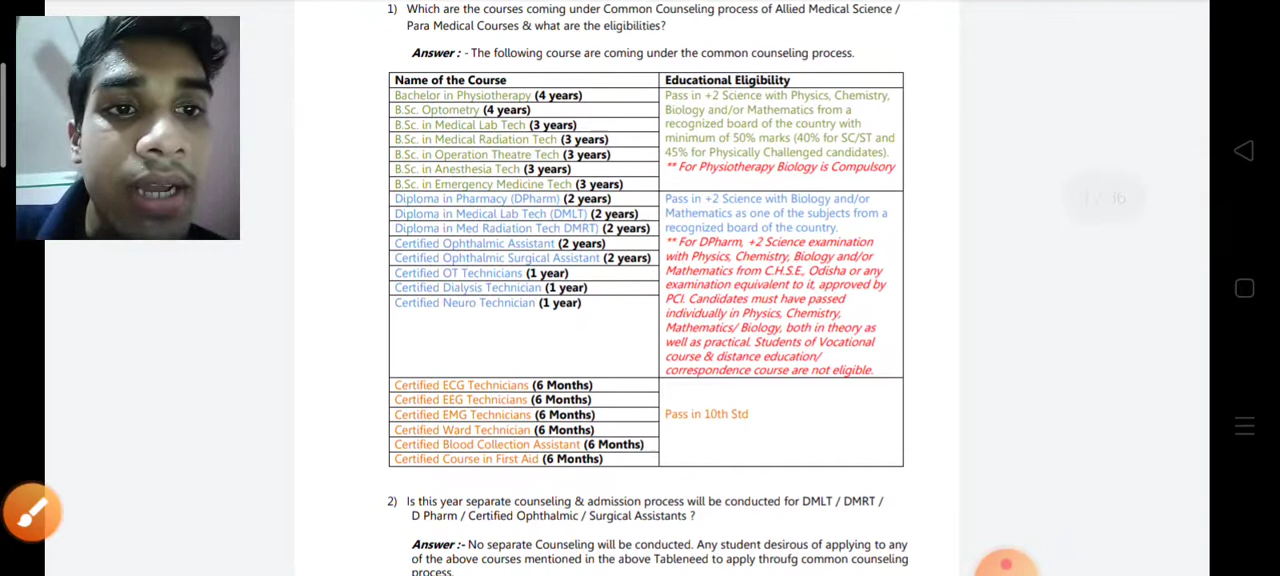 1) Which are the courses coming under Common Counseling process of Allied Medical Science /
Para Medical Courses & what are the eligibilities?
Answer : - The following course are coming under the common counseling process.
Name of the Course
Educational Eligibility
Bachelor in Physiotherapy (4 years)
B.Sc. Optometry (4 years)
B.Sc. in Medical Lab Tech (3 years)
B.Sc. in Medical Radiation Tech (3 years)
B.Sc. in Operation Theatre Tech (3 years)
B.Sc. in Anesthesia Tech (3 years)
B.Sc. in Emergency Medicine Tech (3 years)
Pass in +2 Science with Physics, Chemistry,
Biology and/or Mathematics from a
recognized board of the country with
minimum of 50% marks (40% for SC/ST and
45% for Physically Challenged candidates).
** For Physiotherapy Biology is Compulsory
Diploma in Pharmacy (DPharm) (2 years)
Diploma in Medical Lab Tech (DMLT) (2 years)
Diploma in Med Radiation Tech DMRT) (2 years)
Certified Ophthalmic Assistant (2 years)
Certified Ophthalmic Surgical Assistant (2 years)
Certified OT Technicians (1 year)
Certified Dialysis Technician (1 year)
Certified Neuro Technician (1 year)
Pass in +2 Science with Biology and/or
Mathematics as one of the subjects from a
recognized board of the country.
** For DPharm, +2 Science examination
with Physics, Chemistry, Biology and/or
Mathematics from C.H.S.E, Odisha or any
examination equivalent to it, approved by
PCI. Candidates must have passed
individually in Physics, Chemistry,
Mathematics/ Biology, both in theory as
well as practical. Students of Vocational
course & distance education/
correspondence course are not eligible.
Certified ECG Technicians (6 Months)
Certified EEG Technicians (6 Months)
Certified EMG Technicians (6 Months)
Certified Ward Technician (6 Months)
Certified Blood Collection Assistant (6 Months)
Certified Course in First Aid (6 Months)
Pass in 10th Std
2) Is this year separate counseling & admission process will be conducted for DMLT / DMRT /
D Pharm / Certified Ophthalmic / Surgical Assistants ?
Answer :- No separate Counseling will be conducted. Any student desirous of applying to any
of the above courses mentioned in the above Tableneed to apply throufg common counseling
process.